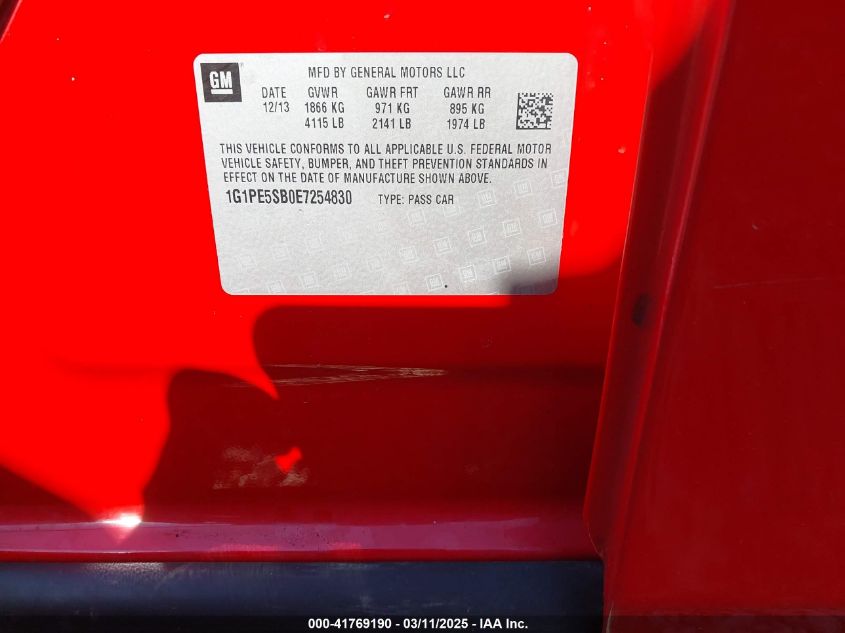 GM
MFD BY GENERAL MOTORS LLC
DATE GVWR GAWR FRT GAWR RR
12/13 1866 KG 971 KG 895 KG
4115 LB 2141 LB 1974 LB
THIS VEHICLE CONFORMS TO ALL APPLICABLE U.S. FEDERAL MOTOR
VEHICLE SAFETY, BUMPER, AND THEFT PREVENTION STANDARDS IN
EFFECT ON THE DATE OF MANUFACTURE SHOWN ABOVE.
1G1PE5SB0E7254830 TYPE: PASS CAR
000-41769190 - 03/11/2025 - IAA Inc.